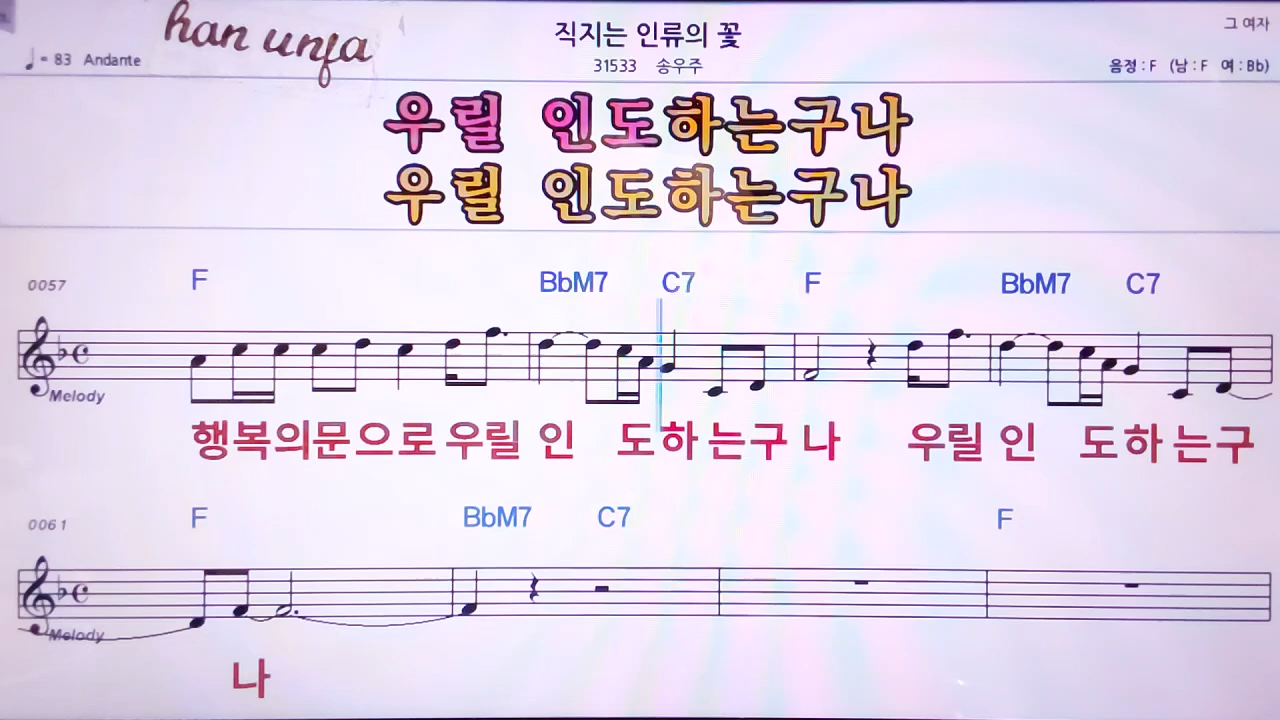 han unja
직지는 인류의 꽃
그 여자
♩= 83 Andante
31533 송우주
음정 : F (남 : F 여 : Bb)
우릴 인도하는구나
우릴 인도하는구나
0057 F BbM7 C7 F BbM7 C7
Melody
행복의문으로 우릴 인 도하 는구 나 우릴 인 도하 는구
0061 F BbM7 C7 F
Melody
나